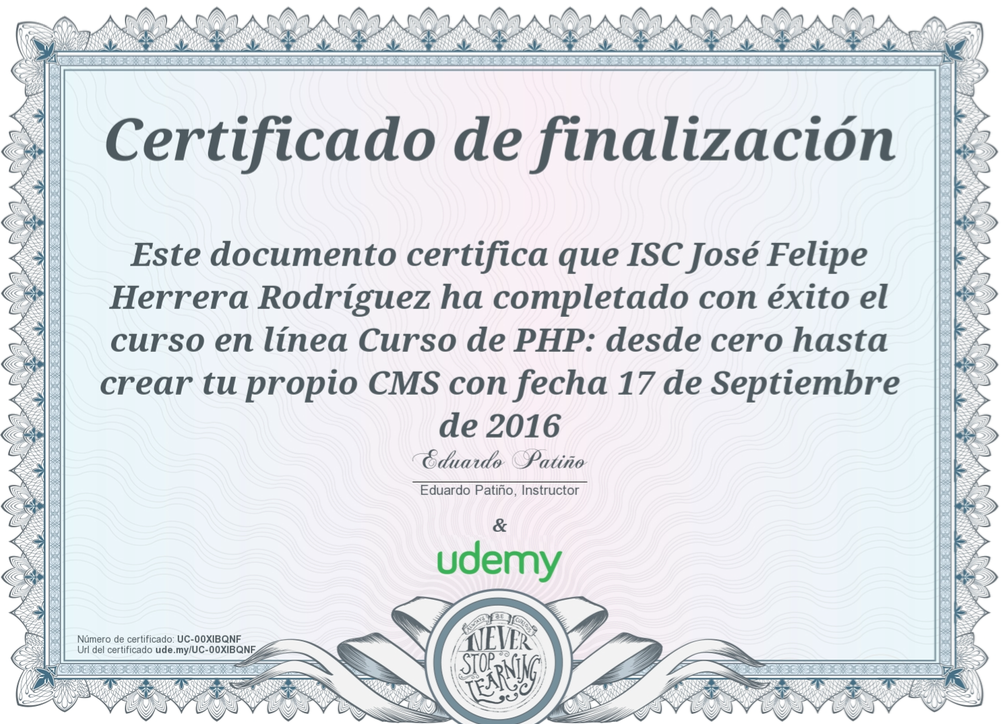 Certificado de finalización
Este documento certifica que ISC José Felipe
Herrera Rodríguez ha completado con éxito el
curso en línea Curso de PHP: desde cero hasta
crear tu propio CMS con fecha 17 de Septiembre
de 2016
Eduardo Patiño
Eduardo Patiño, Instructor
&
udemy
Número de certificado: UC-00XIBQNF
Url del certificado ude.my/UC-00XIBQNF
NEVER
STOP
LEARNING